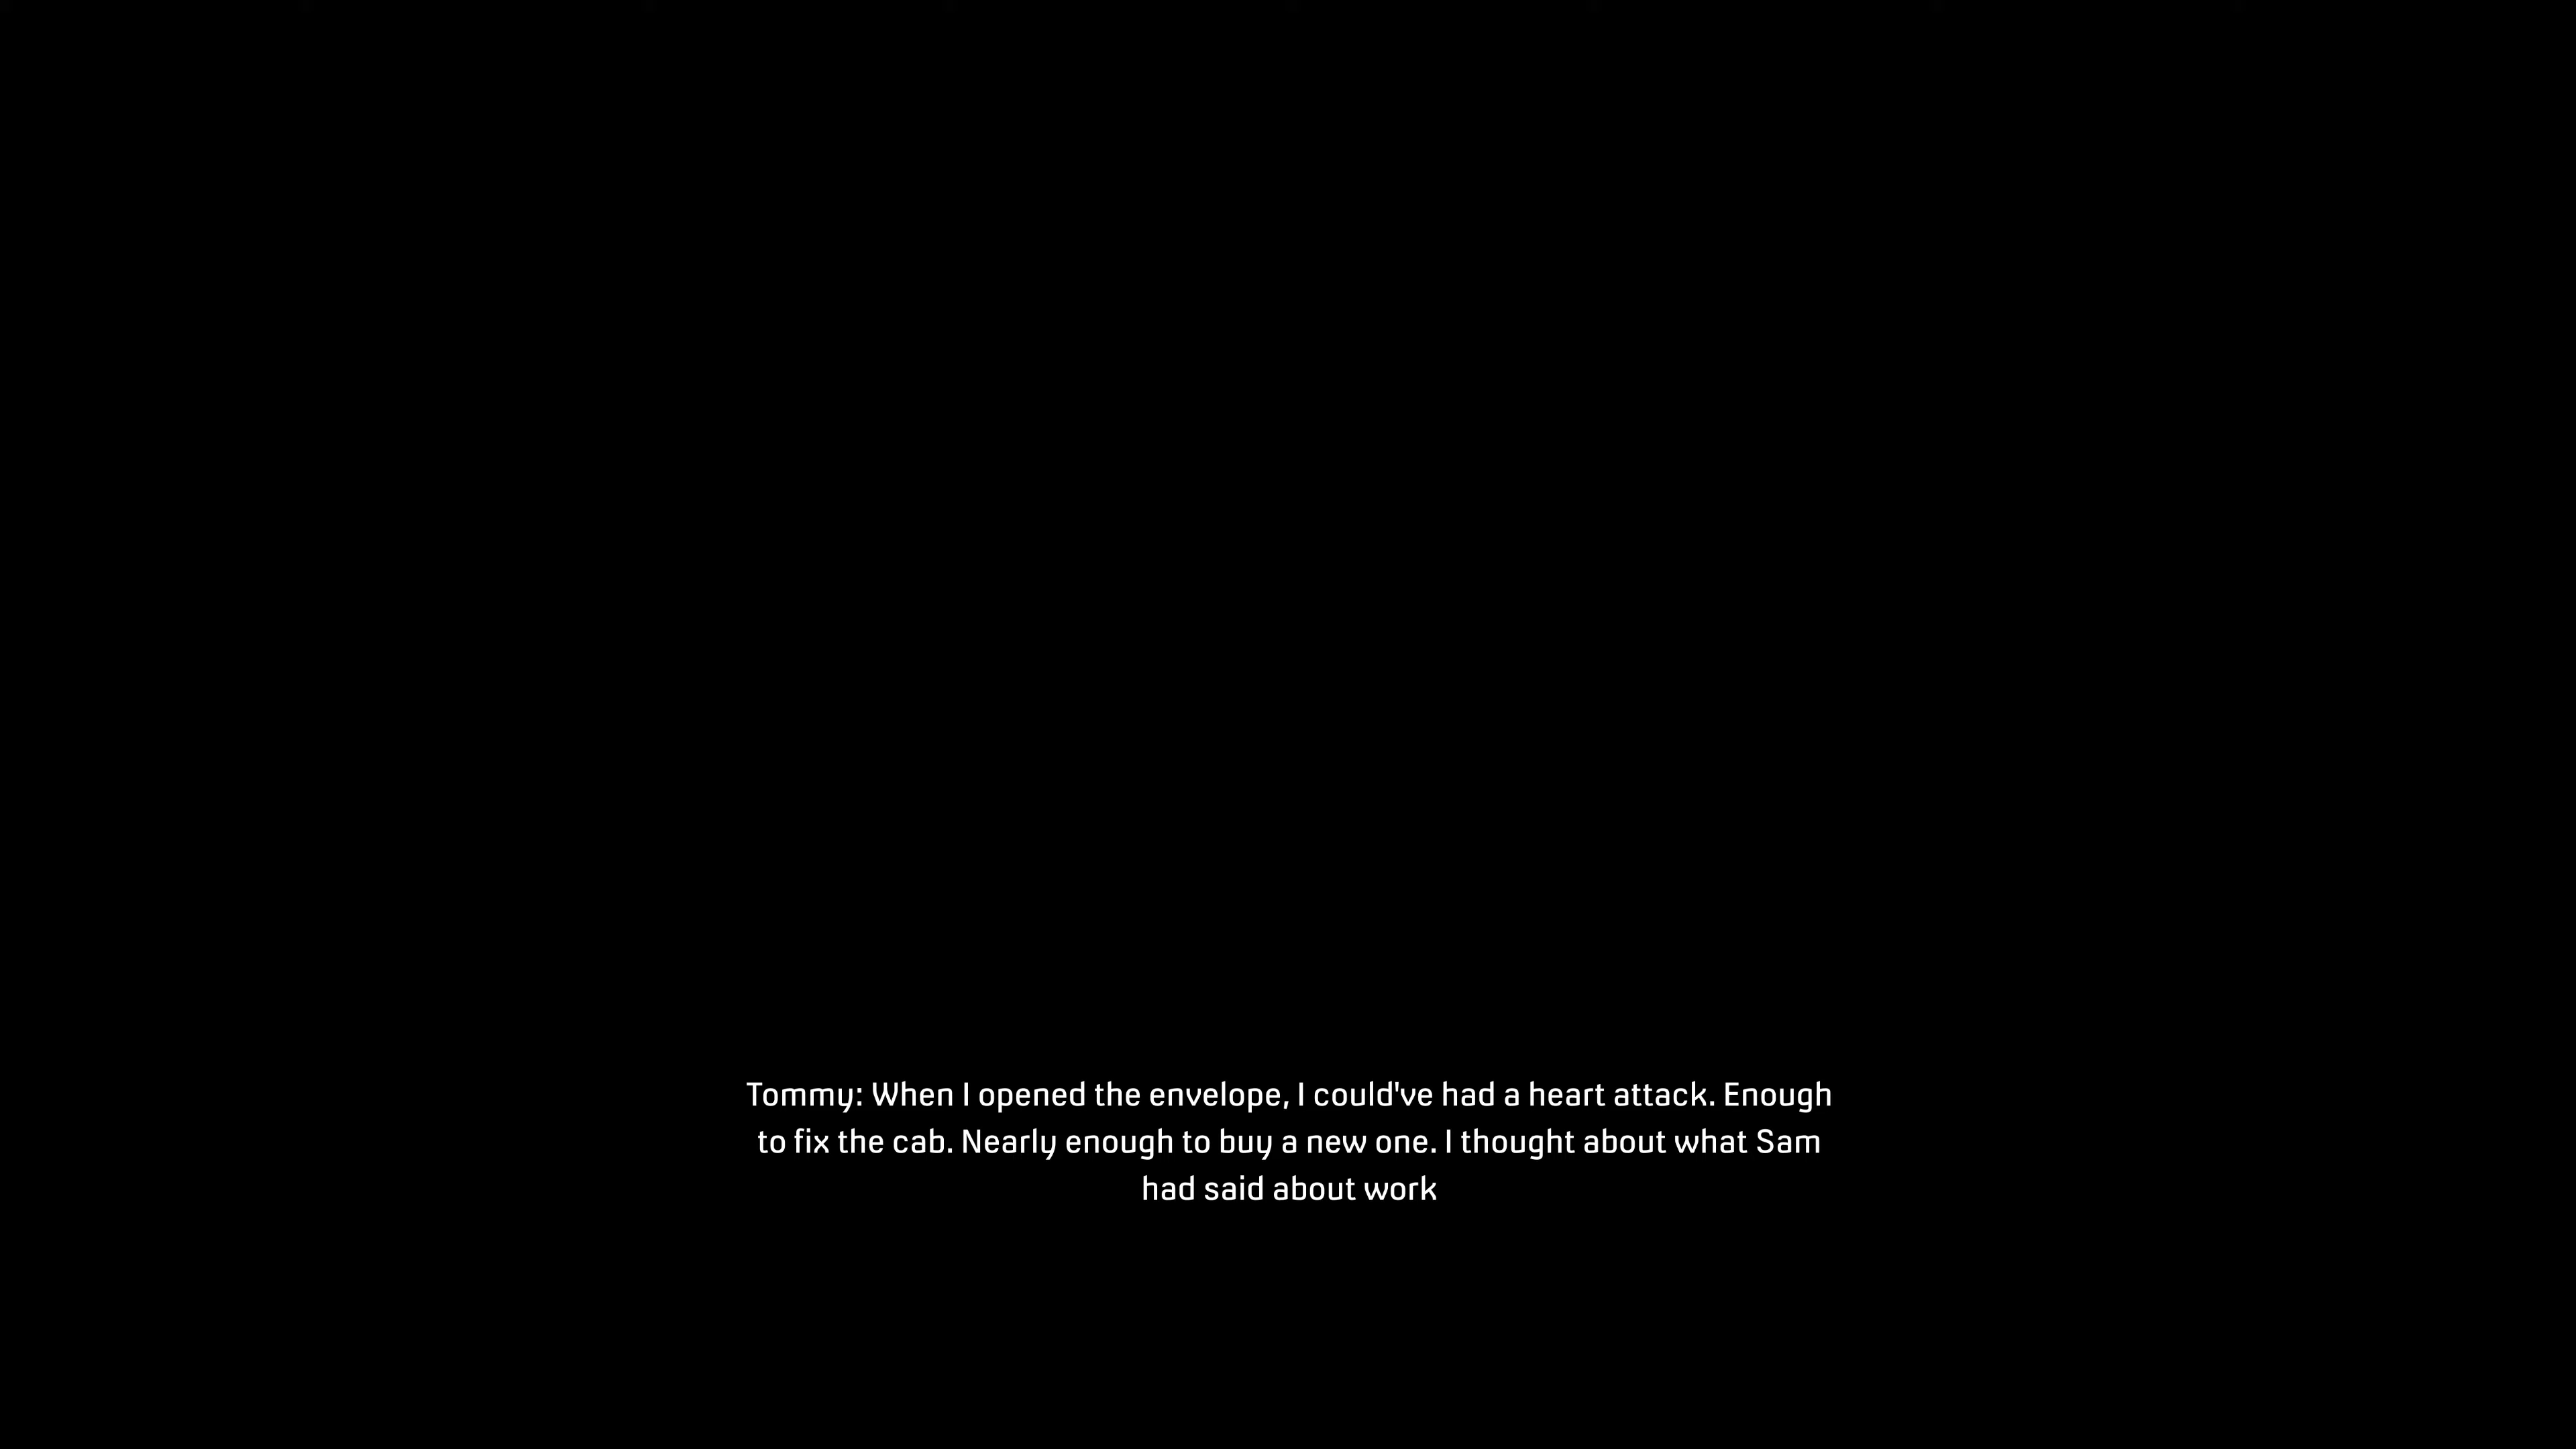 Tommy: When I opened the envelope, I could've had a heart attack. Enough
to fix the cab. Nearly enough to buy a new one. I thought about what Sam
had said about work